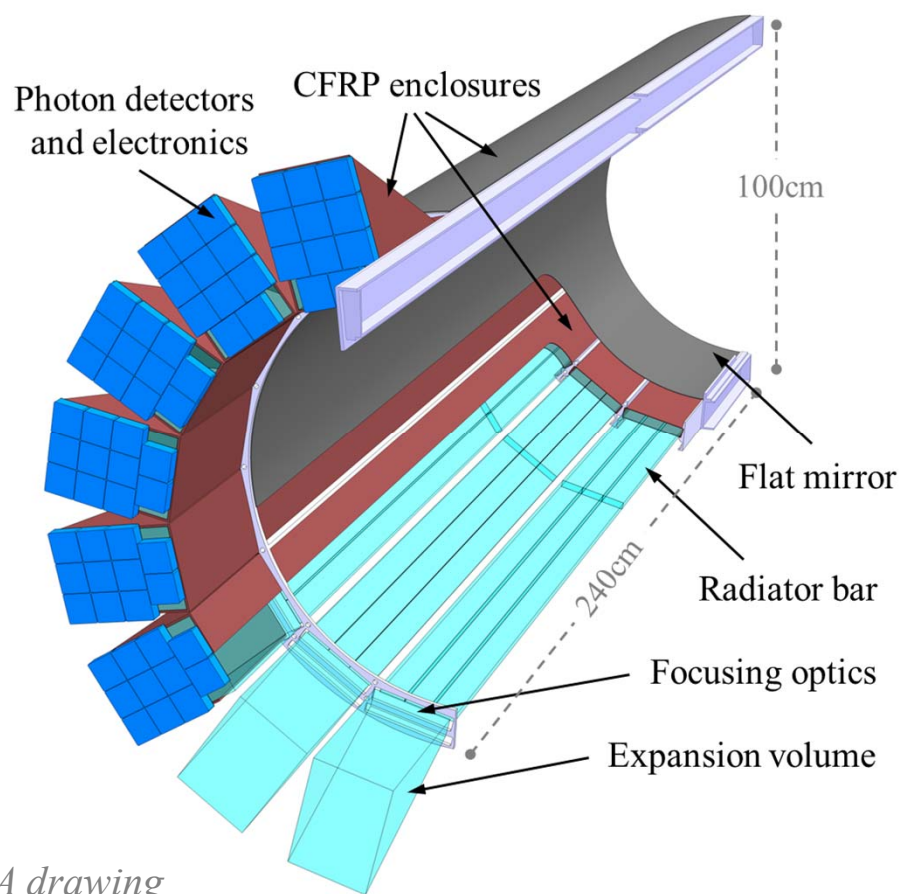 Photon detectors
and electronics
CFRP enclosures
100cm
Flat mirror
Radiator bar
240cm
Focusing optics
Expansion volume
A drawing